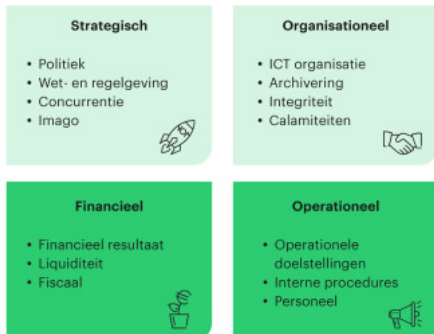 Strategisch
• Politiek
• Wet- en regelgeving
• Concurrentie
• Imago
Organisationeel
• ICT organisatie
• Archivering
• Integriteit
• Calamiteiten
Financieel
• Financieel resultaat
• Liquiditeit
• Fiscaal
Operationeel
• Operationele
doelstellingen
• Interne procedures
• Personeel